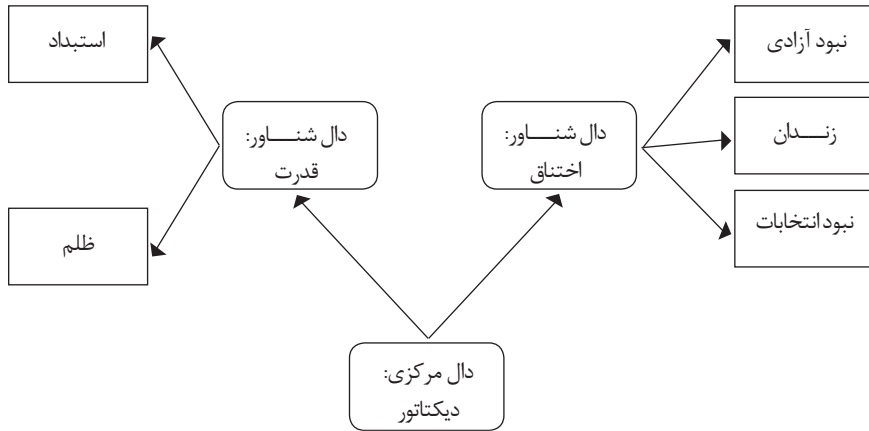 نبود آزادی
استبداد
دال شناور:
اختناق
دال شناور:
قدرت
زندان
نبود انتخابات
ظلم
دال مرکزی:
دیکتاتور